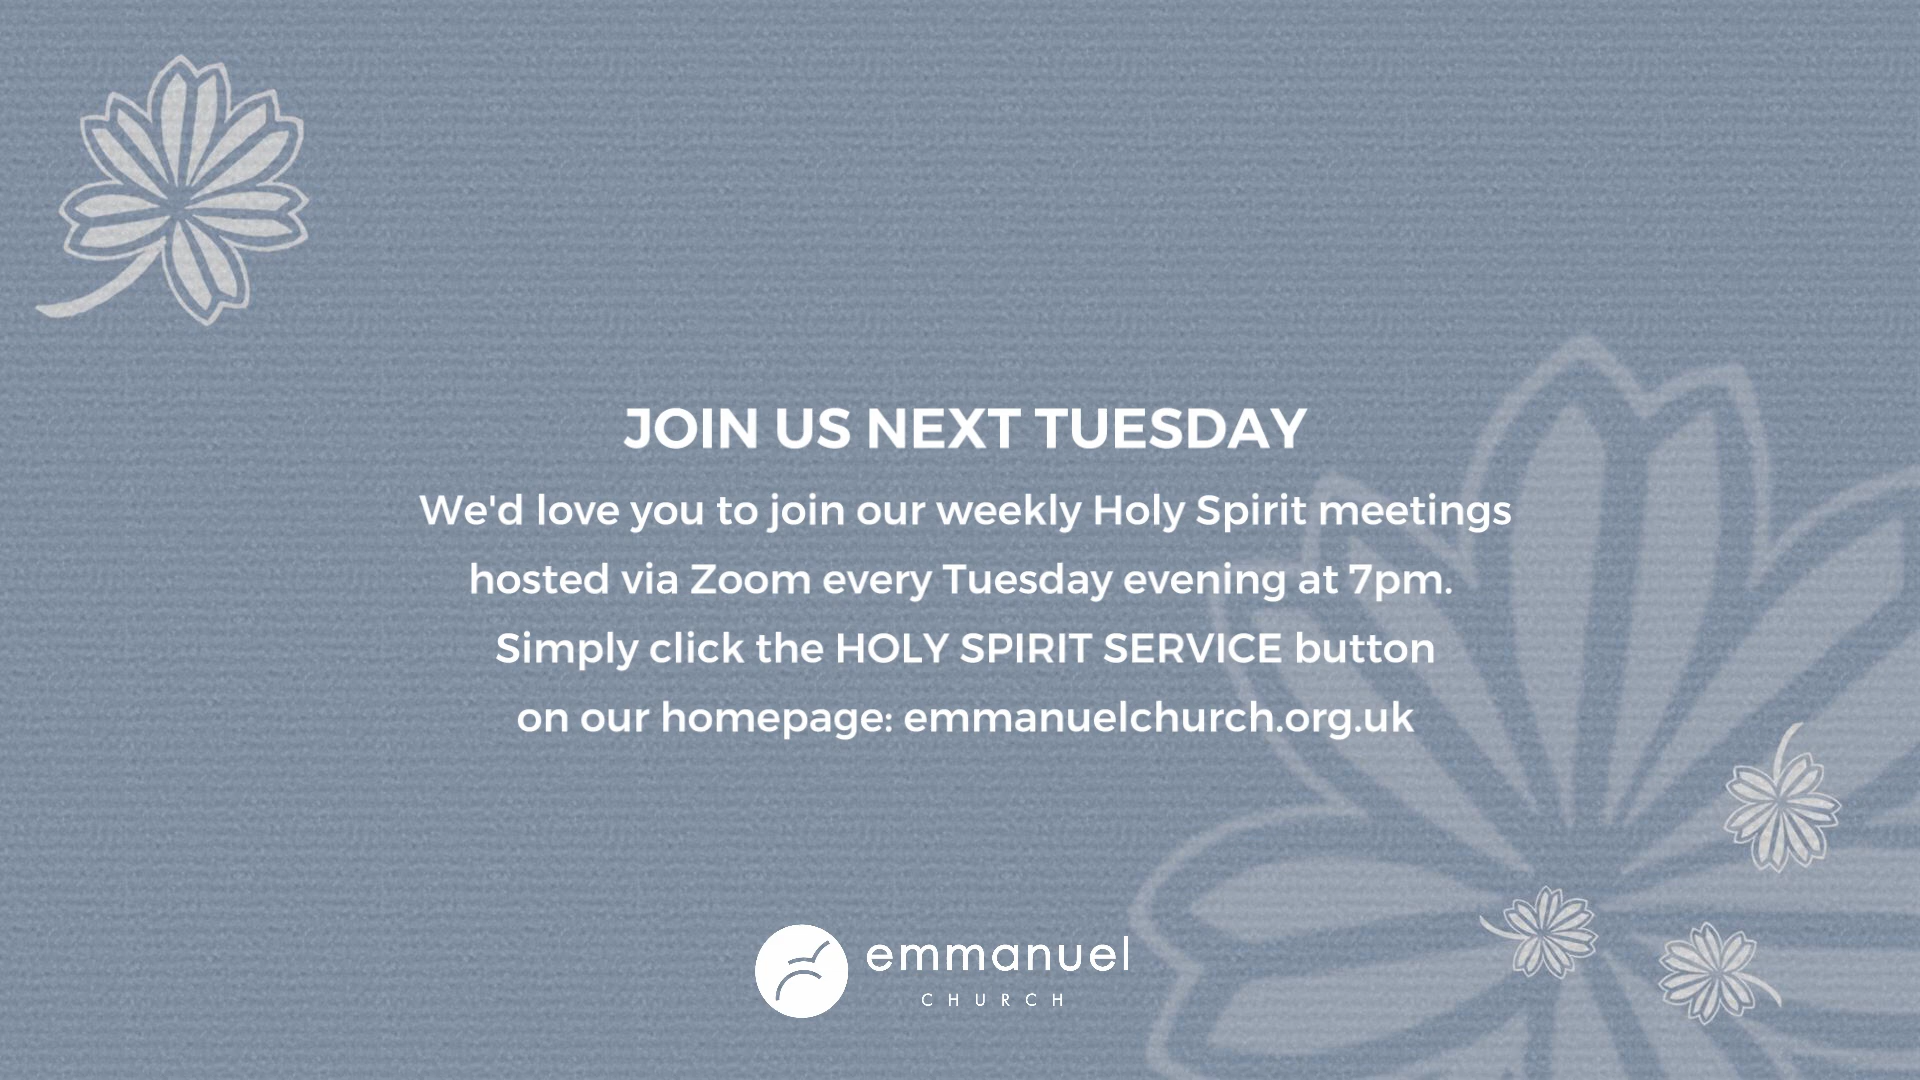 JOIN US NEXT TUESDAY
We'd love you to join our weekly Holy Spirit meetings
hosted via Zoom every Tuesday evening at 7pm.
Simply click the HOLY SPIRIT SERVICE button
on our homepage: emmanuelchurch.org.uk
emmanuel
CHURCH